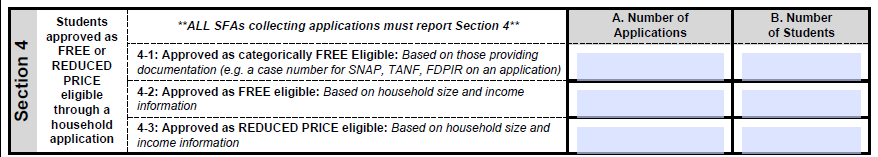 Section 4
Students
approved as
FREE or
REDUCED
PRICE
eligible
through a
household
application
**ALL SFAs collecting applications must report Section 4**
A. Number of
Applications
B. Number
of Students
4-1: Approved as categorically FREE Eligible: Based on those providing
documentation (e.g. a case number for SNAP, TANF, FDPIR on an application)
4-2: Approved as FREE eligible: Based on household size and income
information
4-3: Approved as REDUCED PRICE eligible: Based on household size and
income information